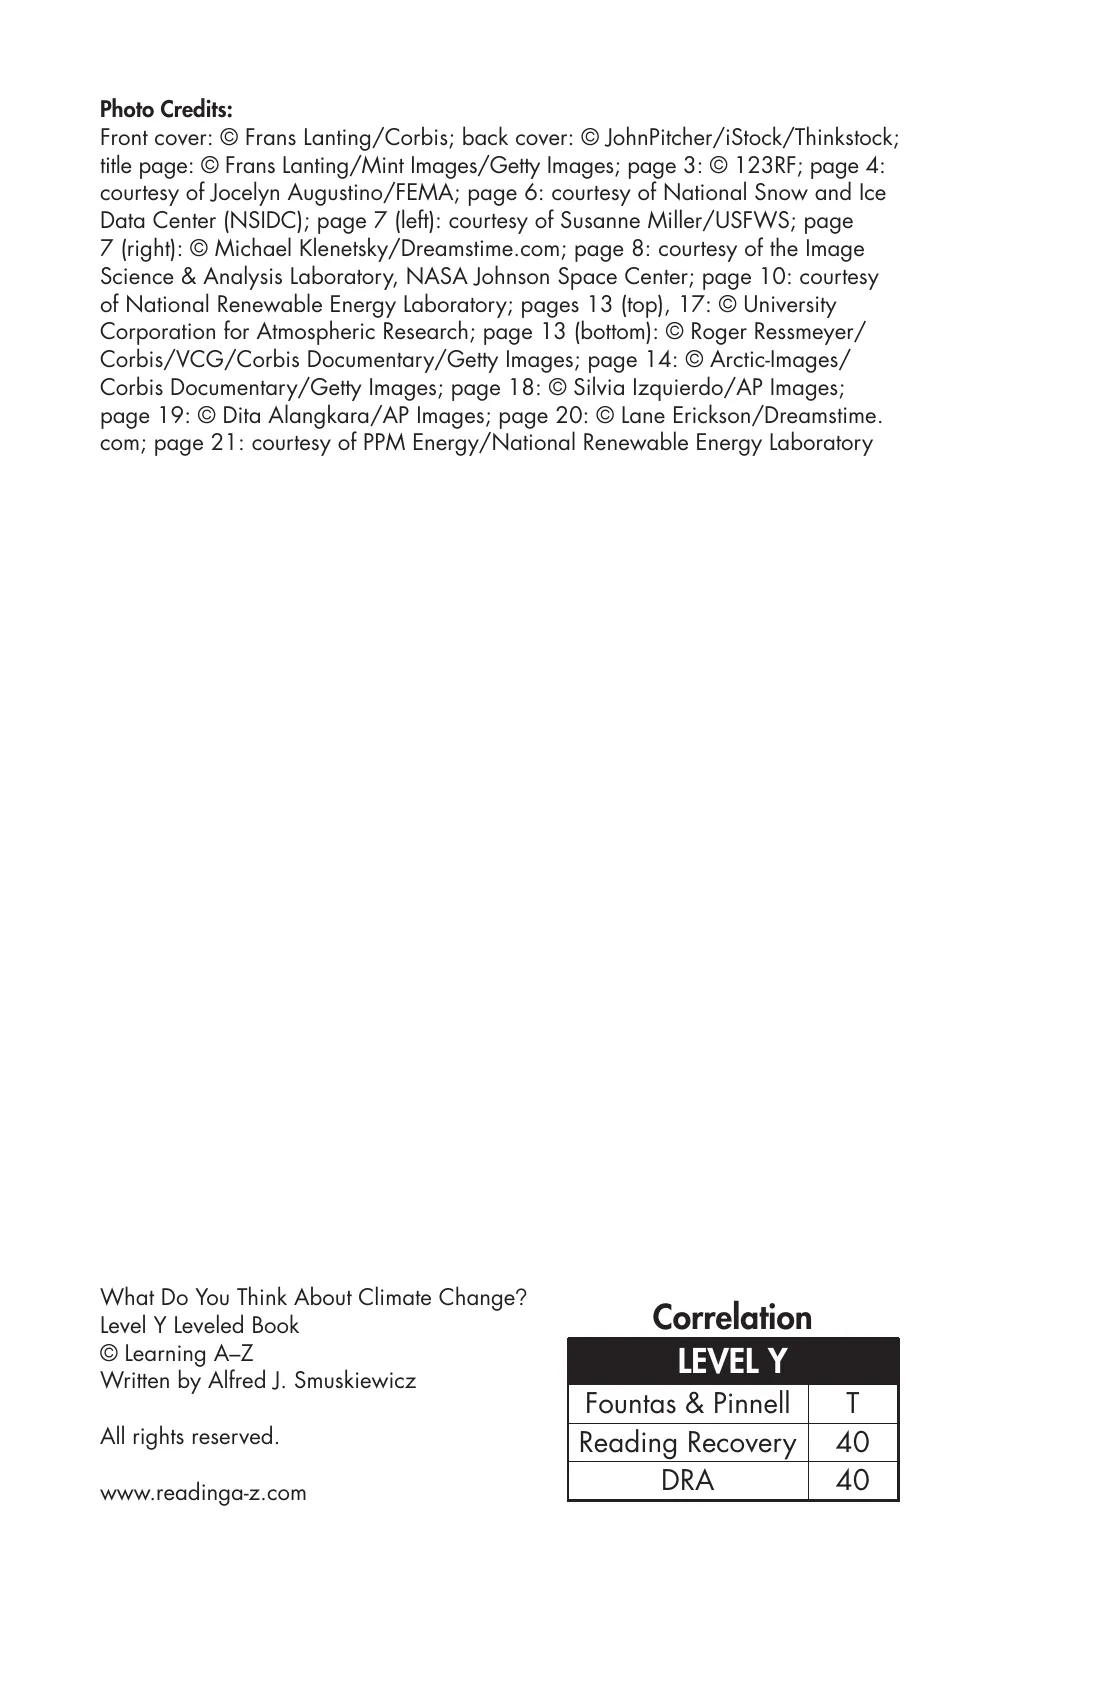 Photo Credits:
Front cover: © Frans Lanting/Corbis; back cover: © JohnPitcher/iStock/Thinkstock;
title page: © Frans Lanting/Mint Images/Getty Images; page 3: © 123RF; page 4:
courtesy of Jocelyn Augustino/FEMA; page 6: courtesy of National Snow and Ice
Data Center (NSIDC); page 7 (left): courtesy of Susanne Miller/USFWS; page
7 (right): © Michael Klenetsky/Dreamstime.com; page 8: courtesy of the Image
Science & Analysis Laboratory, NASA Johnson Space Center; page 10: courtesy
of National Renewable Energy Laboratory; pages 13 (top), 17: © University
Corporation for Atmospheric Research; page 13 (bottom): © Roger Ressmeyer/
Corbis/VCG/Corbis Documentary/Getty Images; page 14: © Arctic-Images/
Corbis Documentary/Getty Images; page 18: © Silvia Izquierdo/AP Images;
page 19: © Dita Alangkara/AP Images; page 20: © Lane Erickson/Dreamstime.
com; page 21: courtesy of PPM Energy/National Renewable Energy Laboratory
What Do You Think About Climate Change?
Level Y Leveled Book
© Learning A–Z
Written by Alfred J. Smuskiewicz
All rights reserved.
www.readinga-z.com
Correlation
LEVEL Y
Fountas & Pinnell T
Reading Recovery 40
DRA 40